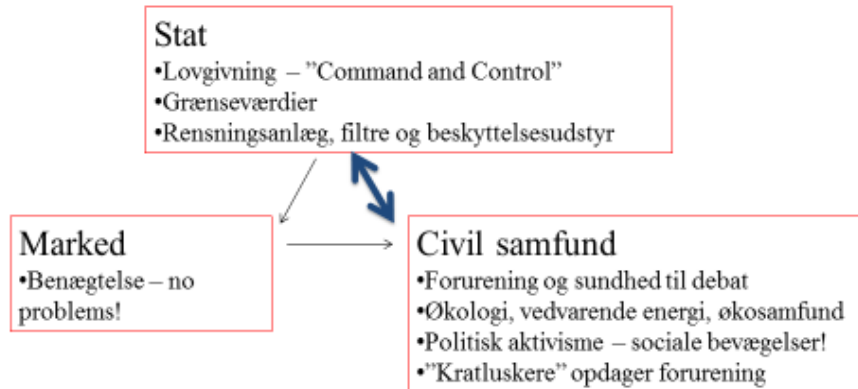 Stat
•Lovgivning – ”Command and Control”
•Grænseværdier
•Rensningsanlæg, filtre og beskyttelsesudstyr
Marked
•Benægtelse – no
problems!
Civil samfund
•Forurening og sundhed til debat
•Økologi, vedvarende energi, økosamfund
•Politisk aktivisme – sociale bevægelser!
•”Kratluskere” opdager forurening